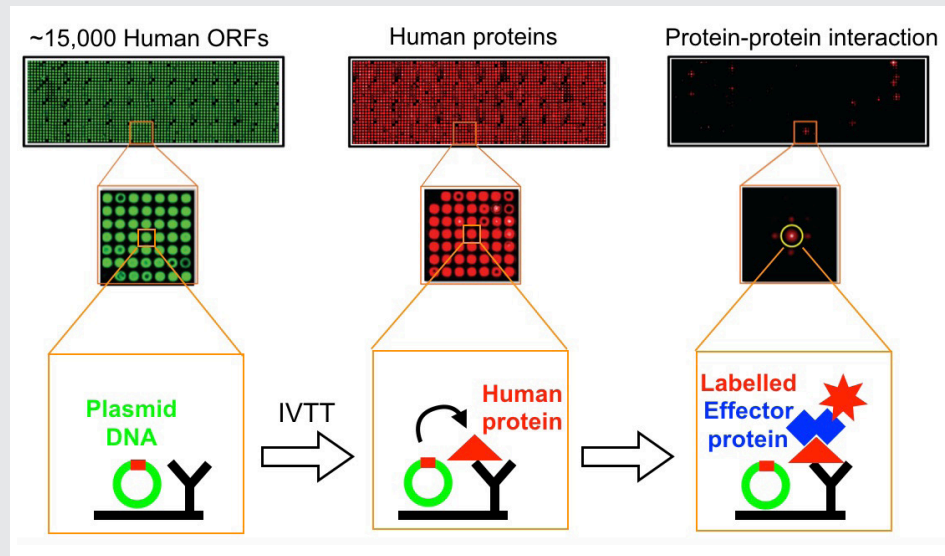 ~15,000 Human ORFs
Human proteins
Protein-protein interaction
Plasmid
DNA
IVTT
Human
protein
Labelled
Effector
protein